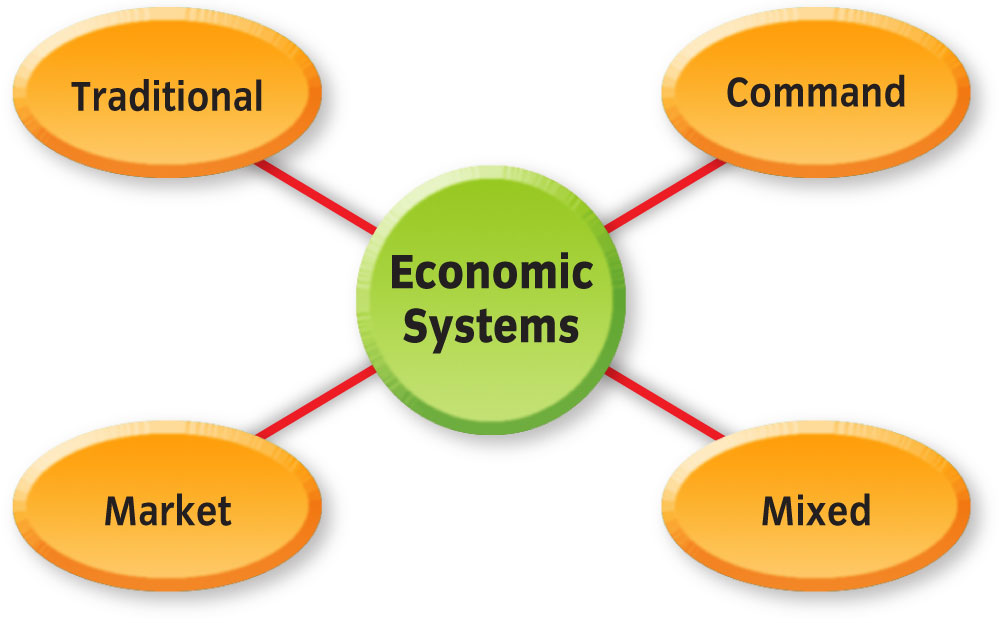 Traditional
Command
Economic
Systems
Market
Mixed